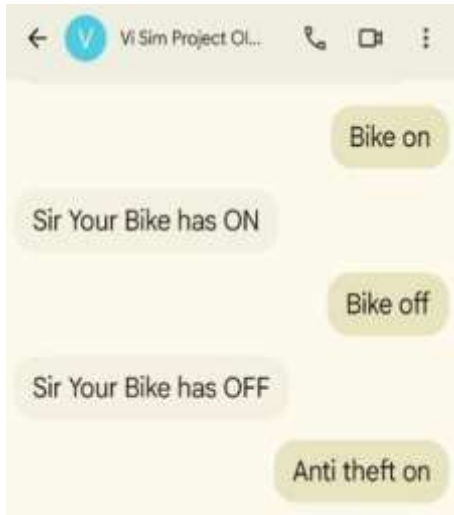 V Vi Sim Project Ol...
Bike on
Sir Your Bike has ON
Bike off
Sir Your Bike has OFF
Anti theft on